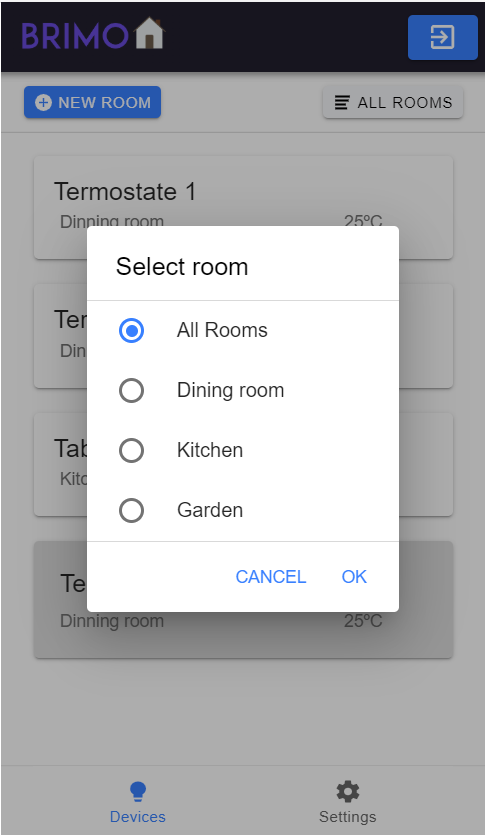 BRIMO
NEW ROOM
ALL ROOMS
Termostate 1
Dinning room 25ºC
Select room
All Rooms
Dining room
Kitchen
Garden
CANCEL OK
Dinning room 25ºC
Devices
Settings